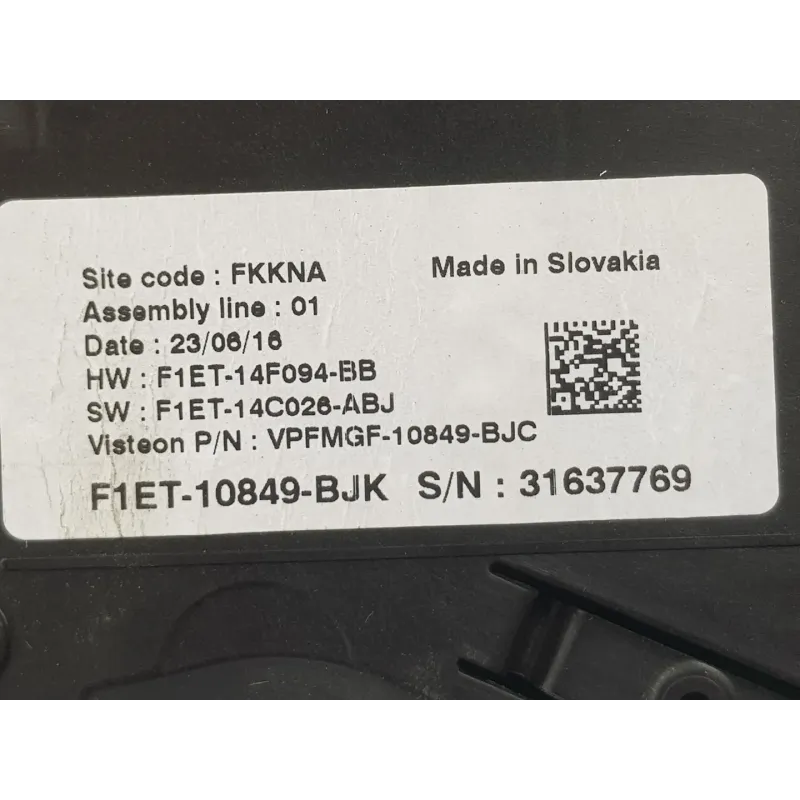 Site code : FKKNA
Made in Slovakia
Assembly line : 01
Date : 23/06/16
HW : F1ET-14F094-BB
SW : F1ET-14C026-ABJ
Visteon P/N : VPFMGF-10849-BJC
F1ET-10849-BJK S/N : 31637769